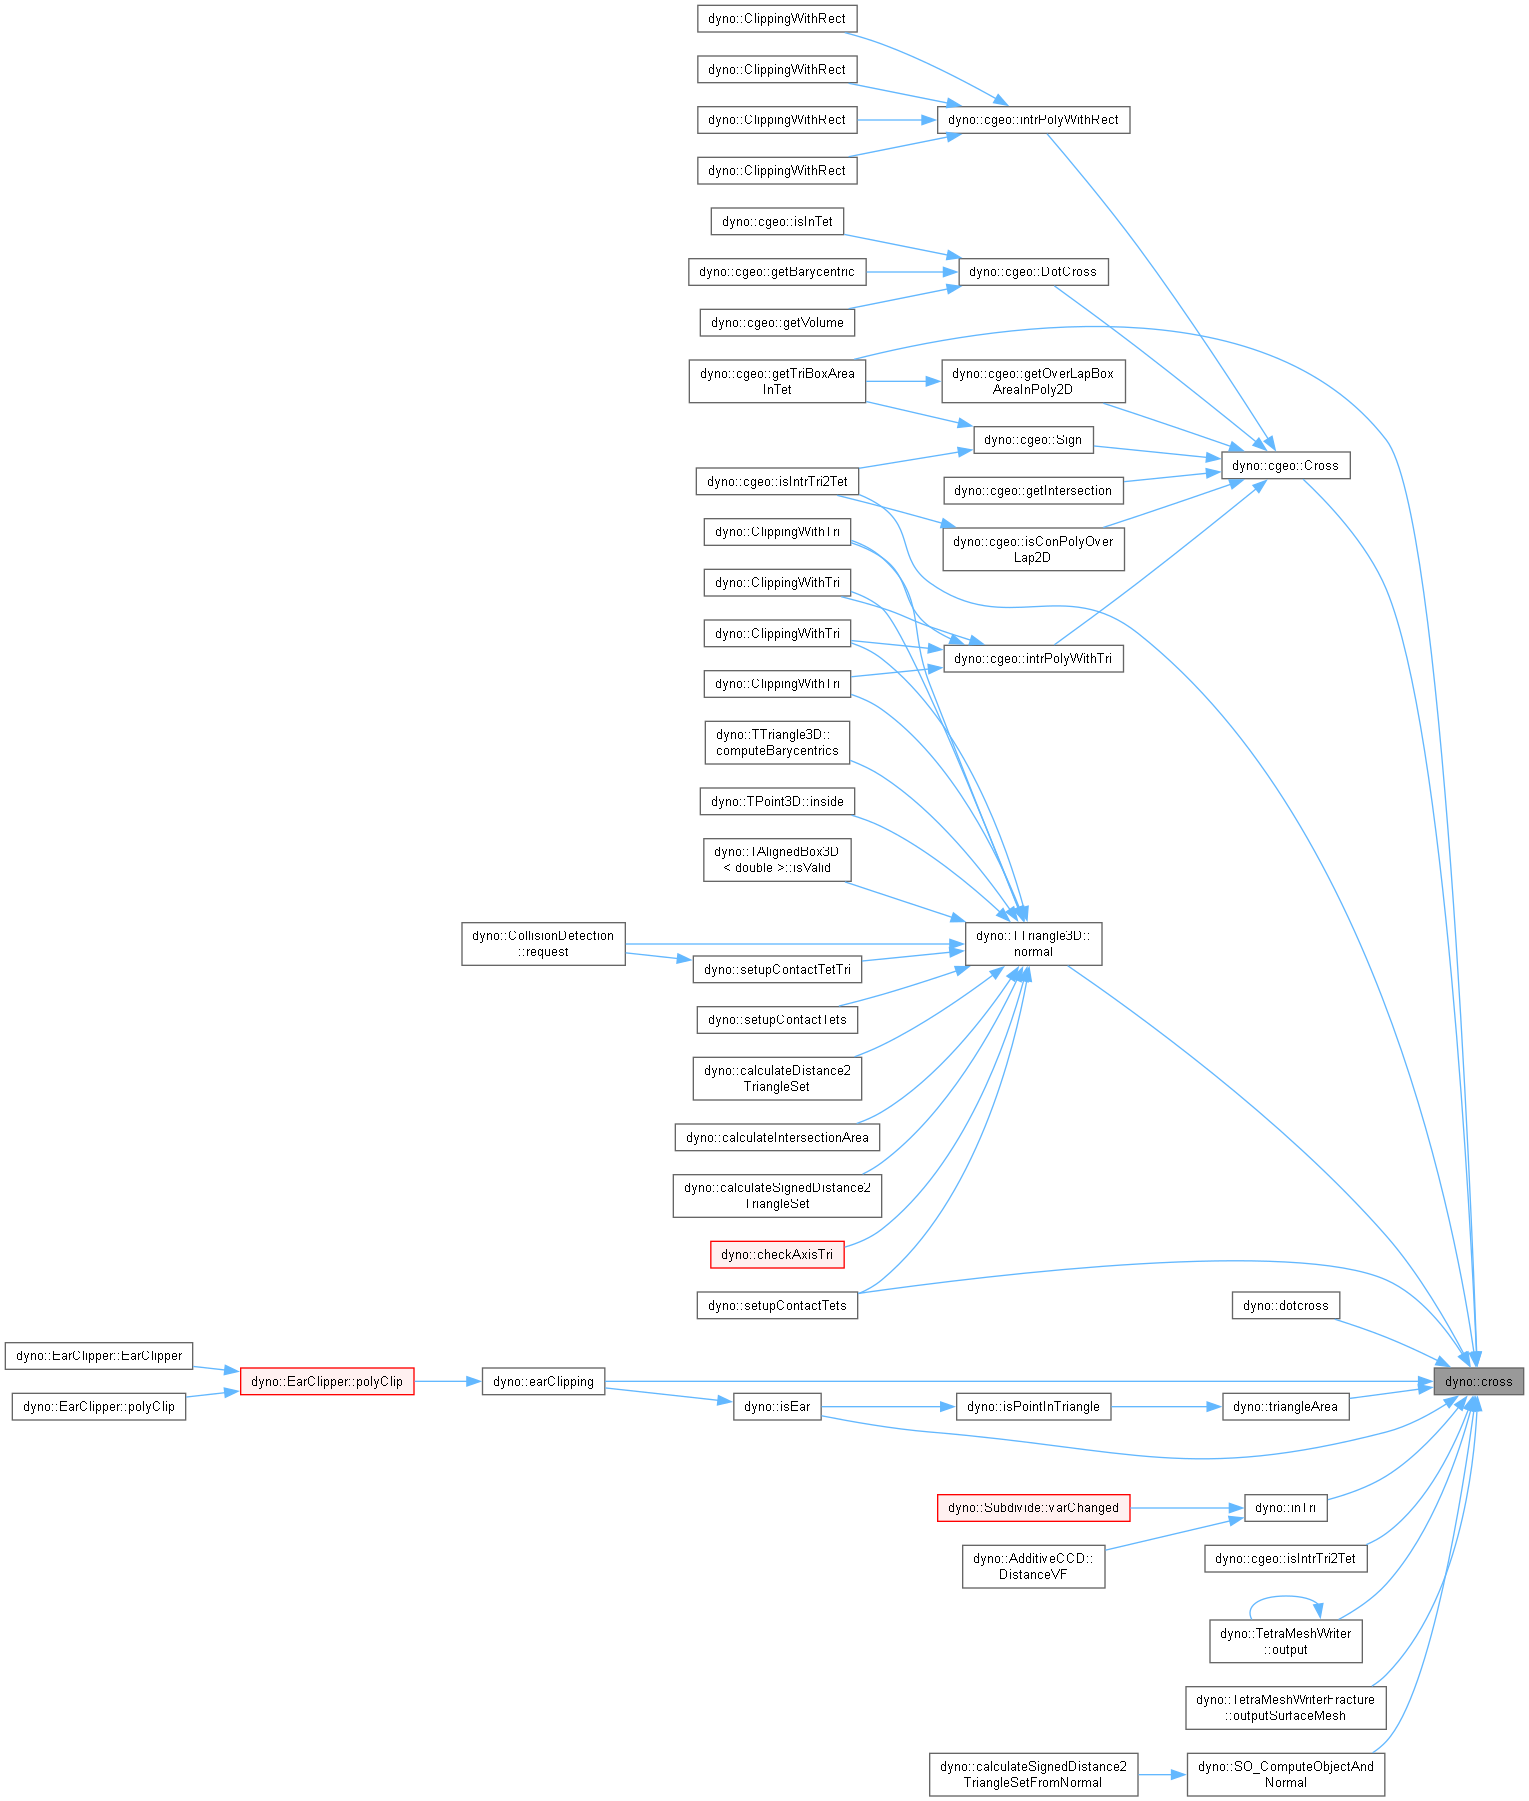 dyno::ClippingWithRect
dyno::ClippingWithRect
dyno::ClippingWithRect
dyno::cgeo::intrPolyWithRect
dyno::ClippingWithRect
dyno::cgeo::isInTet
dyno::cgeo::getBarycentric
dyno::cgeo::DotCross
dyno::cgeo::getVolume
dyno::cgeo::getTriBoxArea
InTet
dyno::cgeo::getOverLapBox
AreaInPoly2D
dyno::cgeo::Sign
dyno::cgeo::Cross
dyno::cgeo::isIntrTri2Tet
dyno::cgeo::getIntersection
dyno::ClippingWithTri
dyno::cgeo::isConPolyOver
Lap2D
dyno::ClippingWithTri
dyno::ClippingWithTri
dyno::cgeo::intrPolyWithTri
dyno::ClippingWithTri
dyno::TTriangle3D::
computeBarycentrics
dyno::TPoint3D::inside
dyno::TAlignedBox3D
< double >::isValid
dyno::CollisionDetection
::request
dyno::TTriangle3D::
normal
dyno::setupContactTetTri
dyno::setupContactTets
dyno::calculateDistance2
TriangleSet
dyno::calculateIntersectionArea
dyno::calculateSignedDistance2
TriangleSet
dyno::checkAxisTri
dyno::setupContactTets
dyno::dotcross
dyno::EarClipper::EarClipper
dyno::EarClipper::polyClip
dyno::earClipping
dyno::cross
dyno::EarClipper::polyClip
dyno::isEar
dyno::isPointInTriangle
dyno::triangleArea
dyno::Subdivide::varChanged
dyno::inTri
dyno::AdditiveCCD::
DistanceVF
dyno::cgeo::isIntrTri2Tet
dyno::TetraMeshWriter
::output
dyno::TetraMeshWriterFracture
::outputSurfaceMesh
dyno::calculateSignedDistance2
TriangleSetFromNormal
dyno::SO_ComputeObjectAnd
Normal